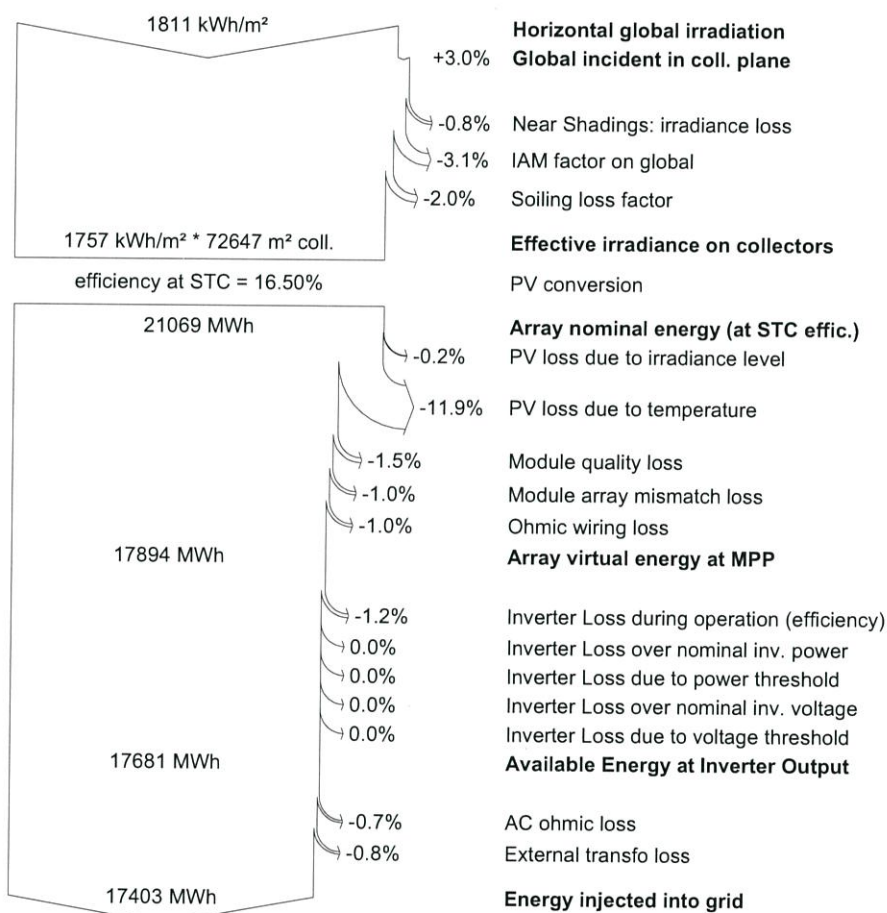 1811 kWh/m²
Horizontal global irradiation
+3.0% Global incident in coll. plane
-0.8% Near Shadings: irradiance loss
-3.1% IAM factor on global
-2.0% Soiling loss factor
1757 kWh/m² * 72647 m² coll. Effective irradiance on collectors
efficiency at STC = 16.50% PV conversion
21069 MWh Array nominal energy (at STC effic.)
-0.2% PV loss due to irradiance level
-11.9% PV loss due to temperature
-1.5% Module quality loss
-1.0% Module array mismatch loss
-1.0% Ohmic wiring loss
17894 MWh Array virtual energy at MPP
-1.2% Inverter Loss during operation (efficiency)
0.0% Inverter Loss over nominal inv. power
0.0% Inverter Loss due to power threshold
0.0% Inverter Loss over nominal inv. voltage
0.0% Inverter Loss due to voltage threshold
17681 MWh Available Energy at Inverter Output
-0.7% AC ohmic loss
-0.8% External transfo loss
17403 MWh Energy injected into grid